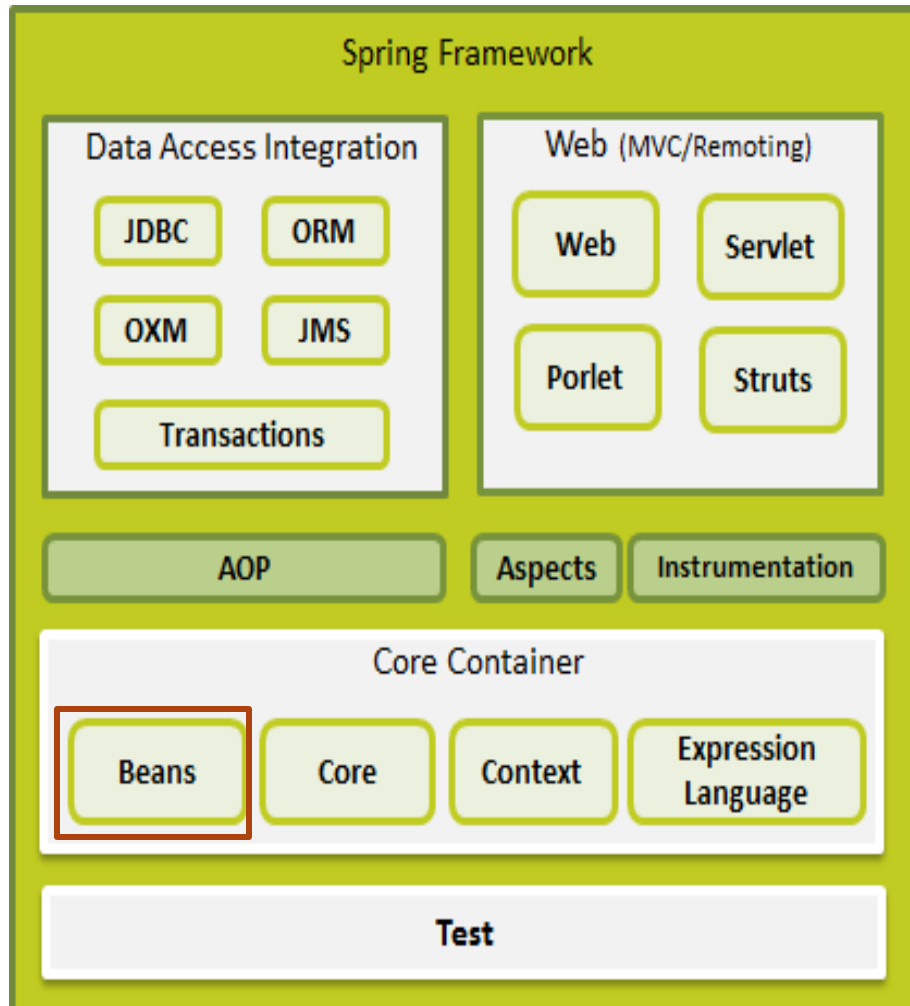 Spring Framework
Data Access Integration
JDBC
ORM
OXM
JMS
Transactions
Web (MVC/Remoting)
Web
Servlet
Porlet
Struts
AOP
Aspects
Instrumentation
Core Container
Beans
Core
Context
Expression
Language
Test